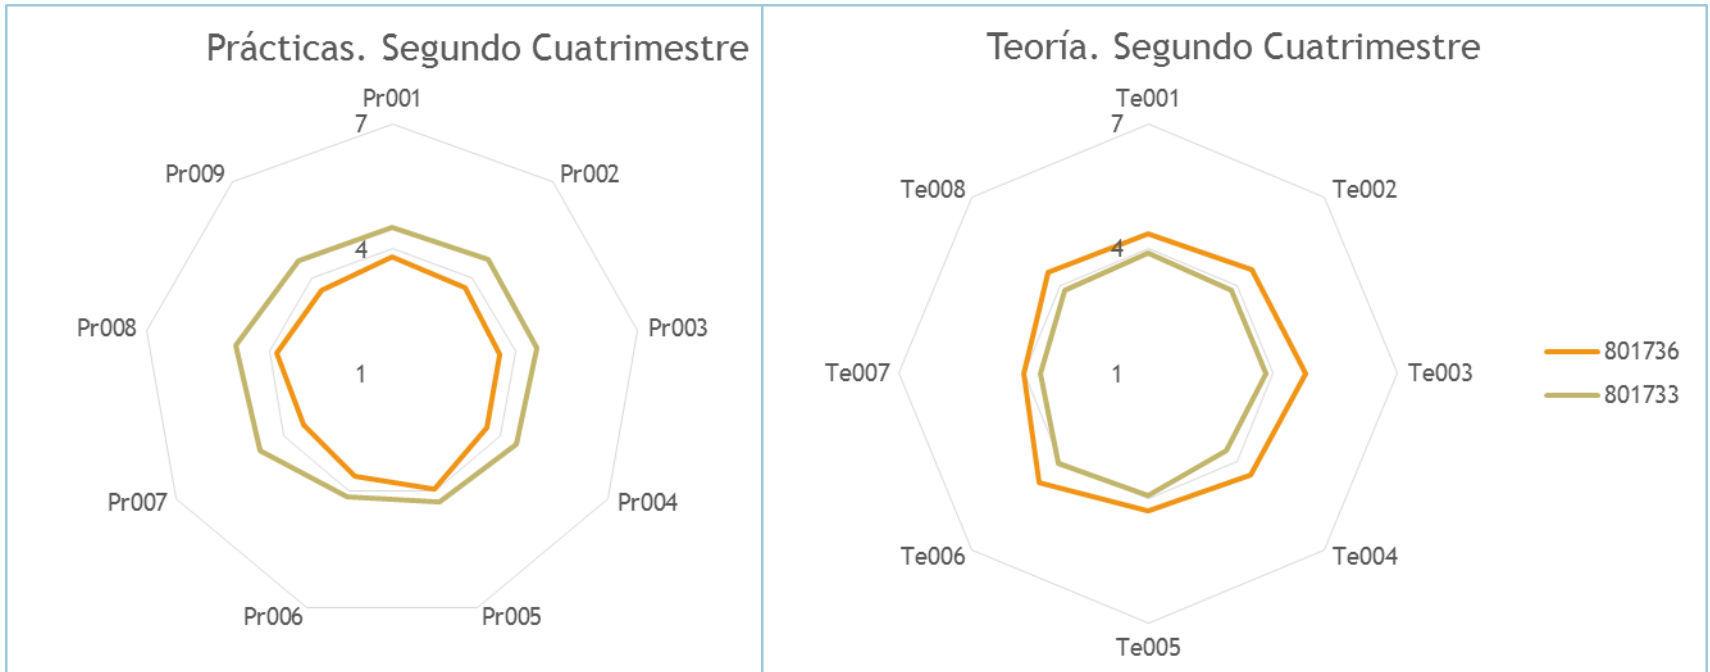 Prácticas. Segundo Cuatrimestre
Pr001
7
Pr009
Pr002
4
Pr008
Pr003
1
Pr007
Pr004
Pr006
Pr005
Teoría. Segundo Cuatrimestre
Te001
7
Te008
Te002
4
Te007
1
Te003
Te006
Te004
Te005
801736
801733